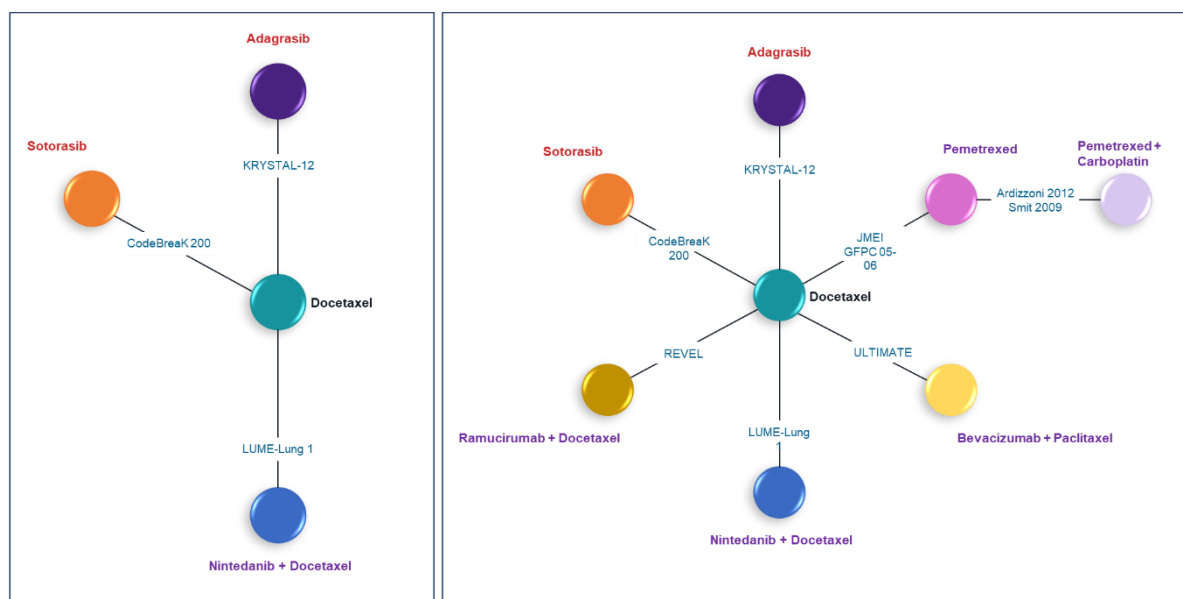 Adagrasib
Sotorasib
KRYSTAL-12
CodeBreaK 200
Docetaxel
LUME-Lung 1
Nintedanib + Docetaxel
Adagrasib
Sotorasib
Pemetrexed
Pemetrexed +
Carboplatin
KRYSTAL-12
Ardizzoni 2012
Smit 2009
CodeBreaK
200
JMEI
GFPC 05-
06
Docetaxel
REVEL
ULTIMATE
Ramucirumab + Docetaxel
LUME-Lung
1
Bevacizumab + Paclitaxel
Nintedanib + Docetaxel